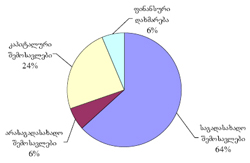 ფინანსური
დახმარება
6%
კაპიტალური
შემოსავლები
24%
არასაგადასახადო
შემოსავლები
6%
საგადასახადო
შემოსავლები
64%